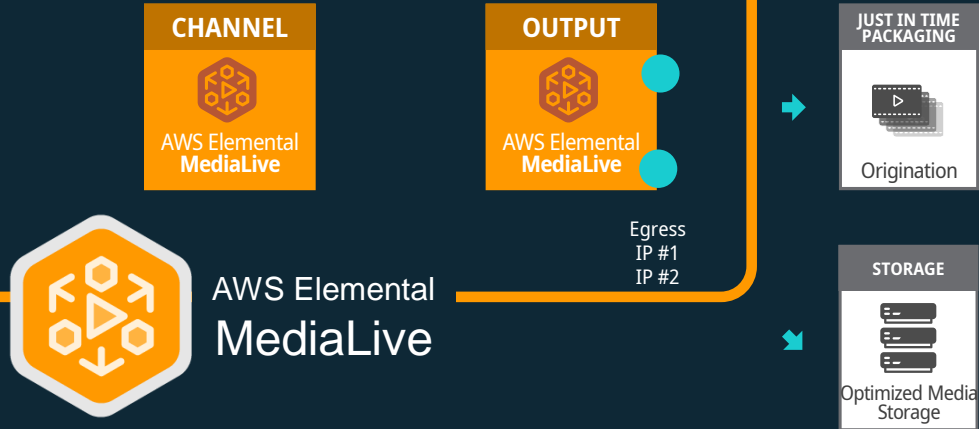 CHANNEL
AWS Elemental
MediaLive
OUTPUT
AWS Elemental
MediaLive
JUST IN TIME
PACKAGING
Origination
Egress
IP #1
IP #2
AWS Elemental
MediaLive
STORAGE
Optimized Media
Storage